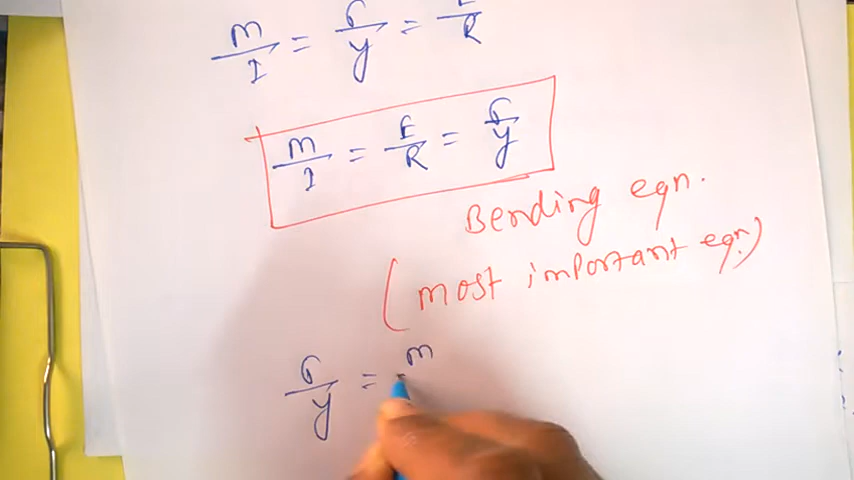 m/I = σ/y = E/R
m/I = E/R = σ/y
Bending eqn.
(most important eqn.)
σ/y = m